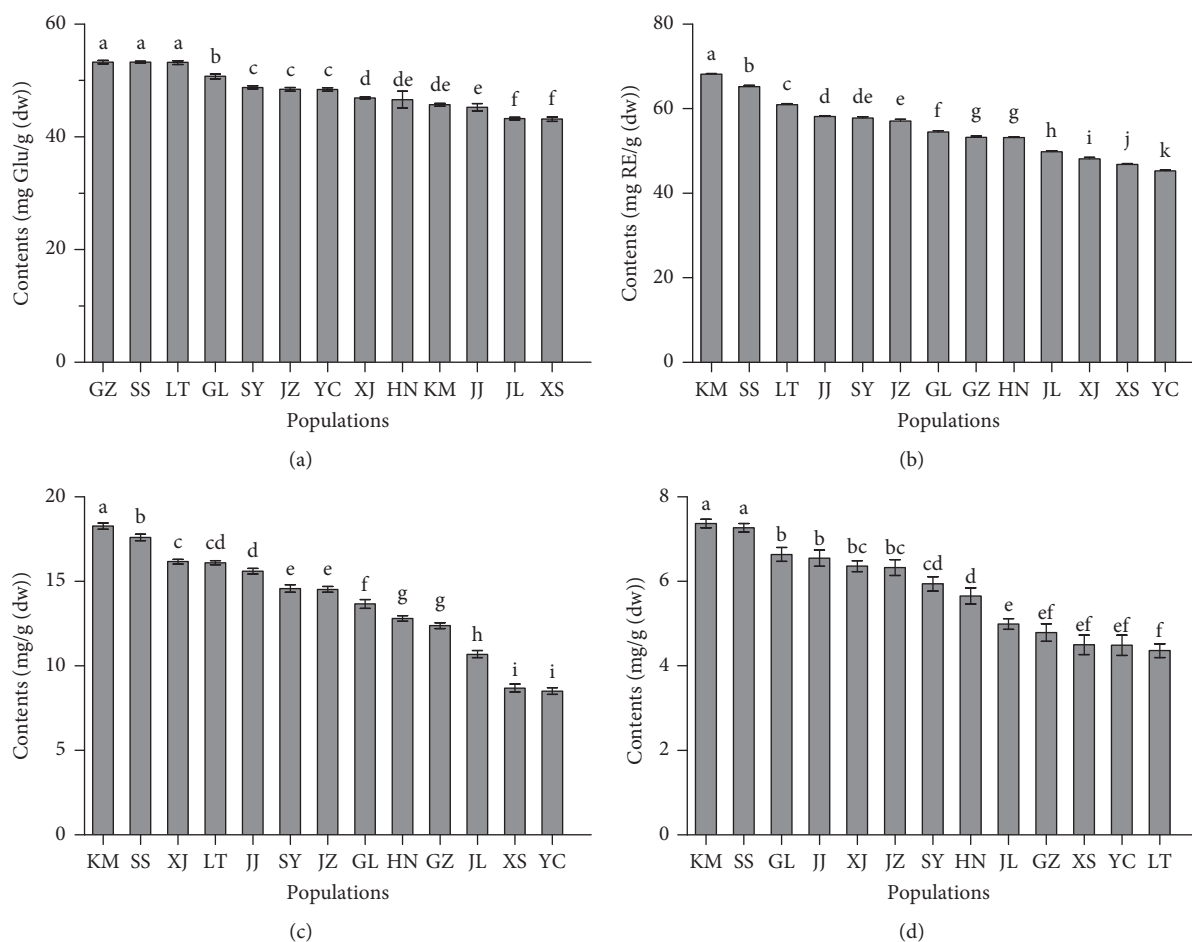 Contents (mg Glu/g (dw))
60
40
20
0
a a a b c c c d de de e f f
GZ SS LT GL SY JZ YC XJ HN KM JJ JL XS
Populations
(a)
Contents (mg RE/g (dw))
80
60
40
20
0
a b c d de e f g g h i j k
KM SS LT JJ SY JZ GL GZ HN JL XJ XS YC
Populations
(b)
Contents (mg/g (dw))
20
15
10
5
0
a b c cd d e e f g g h i i
KM SS XJ LT JJ SY JZ GL HN GZ JL XS YC
Populations
(c)
Contents (mg/g (dw))
8
6
4
2
0
a a b b bc bc cd d e ef ef ef f
KM SS GL JJ XJ JZ SY HN JL GZ XS YC LT
Populations
(d)